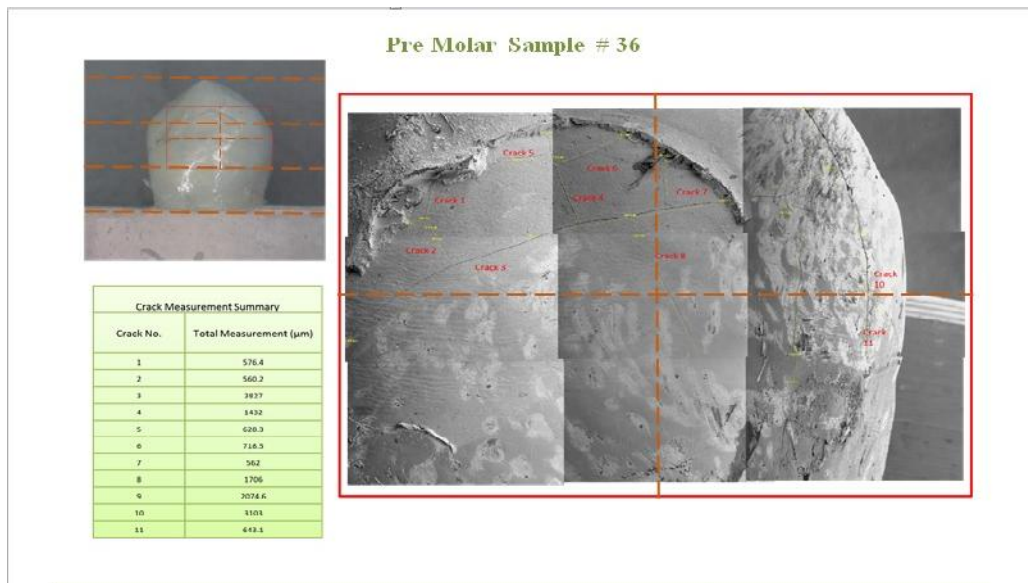 Pre Molar Sample # 36
Crack Measurement Summary
Crack No. Total Measurement (µm)
1 576.4
2 560.2
3 3827
4 1432
5 628.3
6 718.5
7 562
8 1706
9 2074.6
10 3103
11 643.1
Crack 5
Crack 6
Crack 7
Crack 1
Crack 4
Crack 2
Crack 3
Crack 8
Crack
10
Crack
11